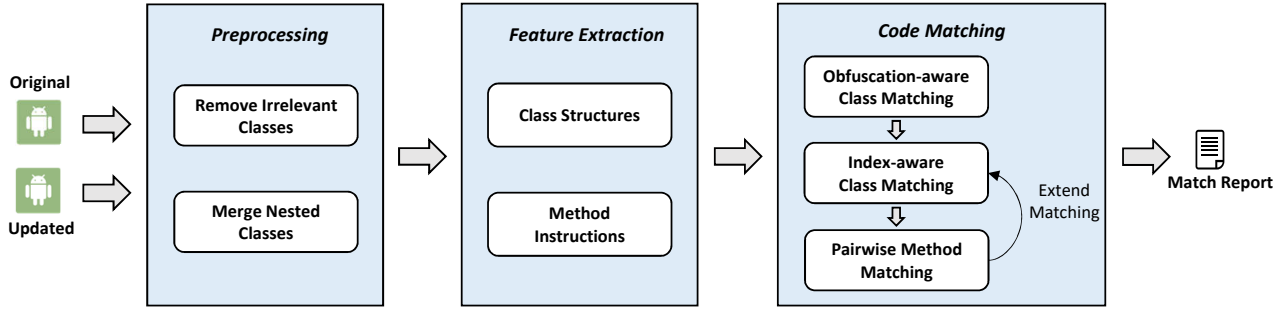 Original
Updated
Preprocessing
Remove Irrelevant
Classes
Merge Nested
Classes
Feature Extraction
Class Structures
Method
Instructions
Code Matching
Obfuscation-aware
Class Matching
Index-aware
Class Matching
Pairwise Method
Matching
Extend
Matching
Match Report